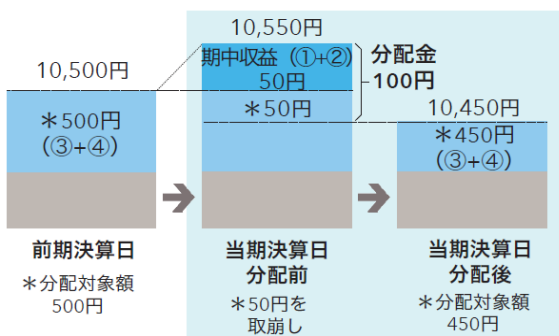 10,500円
＊500円
（③+④）
前期決算日
＊分配対象額
500円
10,550円
期中収益（①+②）
50円
＊50円
分配金
100円
当期決算日
分配前
＊50円を
取崩し
10,450円
＊450円
（③+④）
当期決算日
分配後
＊分配対象額
450円